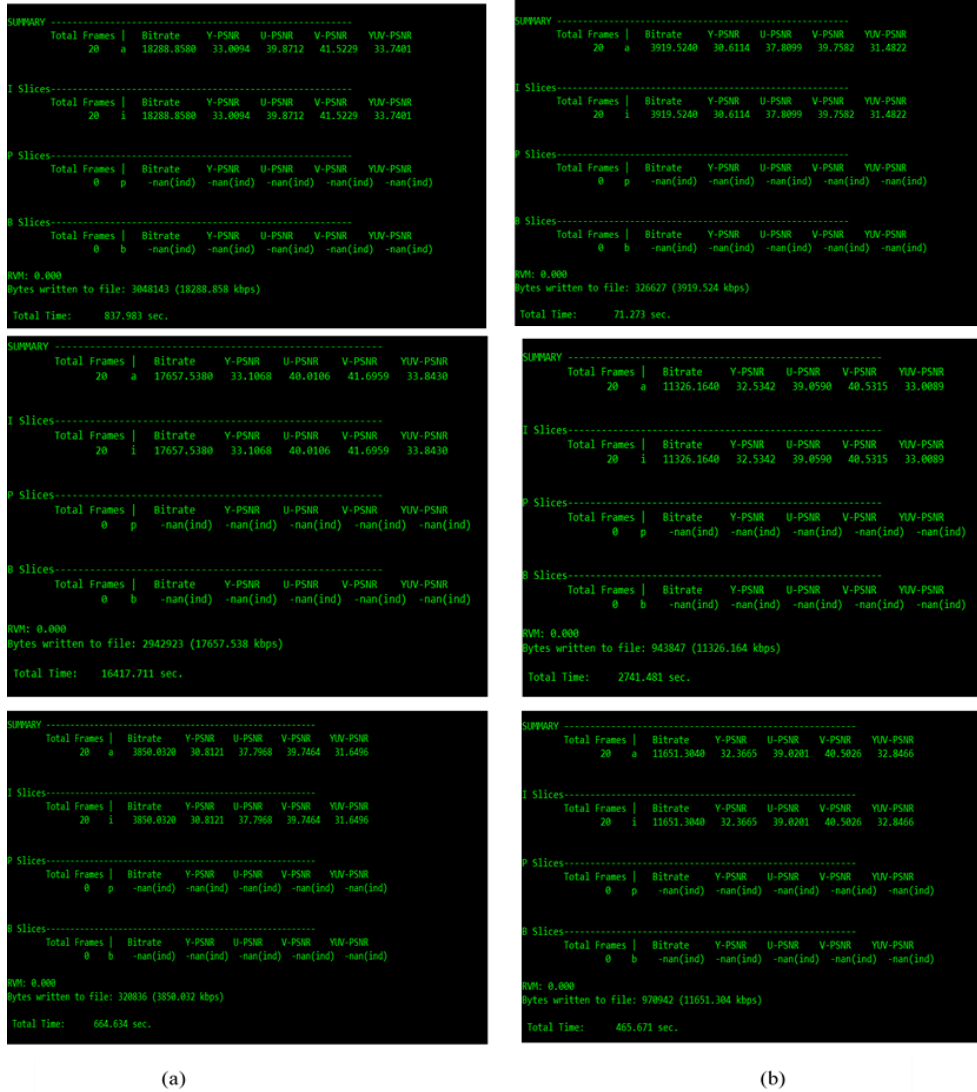 SUMMARY --------------------------------------------------
Total Frames | Bitrate Y-PSNR U-PSNR V-PSNR YUV-PSNR
20 a 18288.8580 33.0094 39.8712 41.5229 33.7401
I Slices--------------------------------------------------
Total Frames | Bitrate Y-PSNR U-PSNR V-PSNR YUV-PSNR
20 i 18288.8580 33.0094 39.8712 41.5229 33.7401
P Slices--------------------------------------------------
Total Frames | Bitrate Y-PSNR U-PSNR V-PSNR YUV-PSNR
0 p -nan(ind) -nan(ind) -nan(ind) -nan(ind) -nan(ind)
B Slices--------------------------------------------------
Total Frames | Bitrate Y-PSNR U-PSNR V-PSNR YUV-PSNR
0 b -nan(ind) -nan(ind) -nan(ind) -nan(ind) -nan(ind)
RVM: 0.000
Bytes written to file: 3048143 (18288.858 kbps)
Total Time: 837.983 sec.
SUMMARY --------------------------------------------------
Total Frames | Bitrate Y-PSNR U-PSNR V-PSNR YUV-PSNR
20 a 3919.5240 30.6114 37.8099 39.7582 31.4822
I Slices--------------------------------------------------
Total Frames | Bitrate Y-PSNR U-PSNR V-PSNR YUV-PSNR
20 i 3919.5240 30.6114 37.8099 39.7582 31.4822
P Slices--------------------------------------------------
Total Frames | Bitrate Y-PSNR U-PSNR V-PSNR YUV-PSNR
0 p -nan(ind) -nan(ind) -nan(ind) -nan(ind) -nan(ind)
B Slices--------------------------------------------------
Total Frames | Bitrate Y-PSNR U-PSNR V-PSNR YUV-PSNR
0 b -nan(ind) -nan(ind) -nan(ind) -nan(ind) -nan(ind)
RVM: 0.000
Bytes written to file: 326627 (3919.524 kbps)
Total Time: 71.273 sec.
SUMMARY --------------------------------------------------
Total Frames | Bitrate Y-PSNR U-PSNR V-PSNR YUV-PSNR
20 a 17657.5380 33.1068 40.0106 41.6959 33.8430
I Slices--------------------------------------------------
Total Frames | Bitrate Y-PSNR U-PSNR V-PSNR YUV-PSNR
20 i 17657.5380 33.1068 40.0106 41.6959 33.8430
P Slices--------------------------------------------------
Total Frames | Bitrate Y-PSNR U-PSNR V-PSNR YUV-PSNR
0 p -nan(ind) -nan(ind) -nan(ind) -nan(ind) -nan(ind)
B Slices--------------------------------------------------
Total Frames | Bitrate Y-PSNR U-PSNR V-PSNR YUV-PSNR
0 b -nan(ind) -nan(ind) -nan(ind) -nan(ind) -nan(ind)
RVM: 0.000
Bytes written to file: 2942923 (17657.538 kbps)
Total Time: 16417.711 sec.
SUMMARY --------------------------------------------------
Total Frames | Bitrate Y-PSNR U-PSNR V-PSNR YUV-PSNR
20 a 11326.1640 32.5342 39.0590 40.5315 33.0089
I Slices--------------------------------------------------
Total Frames | Bitrate Y-PSNR U-PSNR V-PSNR YUV-PSNR
20 i 11326.1640 32.5342 39.0590 40.5315 33.0089
P Slices--------------------------------------------------
Total Frames | Bitrate Y-PSNR U-PSNR V-PSNR YUV-PSNR
0 p -nan(ind) -nan(ind) -nan(ind) -nan(ind) -nan(ind)
B Slices--------------------------------------------------
Total Frames | Bitrate Y-PSNR U-PSNR V-PSNR YUV-PSNR
0 b -nan(ind) -nan(ind) -nan(ind) -nan(ind) -nan(ind)
RVM: 0.000
Bytes written to file: 943847 (11326.164 kbps)
Total Time: 2741.481 sec.
SUMMARY --------------------------------------------------
Total Frames | Bitrate Y-PSNR U-PSNR V-PSNR YUV-PSNR
20 a 3850.0320 30.8121 37.7968 39.7464 31.6496
I Slices--------------------------------------------------
Total Frames | Bitrate Y-PSNR U-PSNR V-PSNR YUV-PSNR
20 i 3850.0320 30.8121 37.7968 39.7464 31.6496
P Slices--------------------------------------------------
Total Frames | Bitrate Y-PSNR U-PSNR V-PSNR YUV-PSNR
0 p -nan(ind) -nan(ind) -nan(ind) -nan(ind) -nan(ind)
B Slices--------------------------------------------------
Total Frames | Bitrate Y-PSNR U-PSNR V-PSNR YUV-PSNR
0 b -nan(ind) -nan(ind) -nan(ind) -nan(ind) -nan(ind)
RVM: 0.000
Bytes written to file: 320836 (3850.032 kbps)
Total Time: 664.634 sec.
SUMMARY --------------------------------------------------
Total Frames | Bitrate Y-PSNR U-PSNR V-PSNR YUV-PSNR
20 a 11651.3040 32.3665 39.0201 40.5026 32.8466
I Slices--------------------------------------------------
Total Frames | Bitrate Y-PSNR U-PSNR V-PSNR YUV-PSNR
20 i 11651.3040 32.3665 39.0201 40.5026 32.8466
P Slices--------------------------------------------------
Total Frames | Bitrate Y-PSNR U-PSNR V-PSNR YUV-PSNR
0 p -nan(ind) -nan(ind) -nan(ind) -nan(ind) -nan(ind)
B Slices--------------------------------------------------
Total Frames | Bitrate Y-PSNR U-PSNR V-PSNR YUV-PSNR
0 b -nan(ind) -nan(ind) -nan(ind) -nan(ind) -nan(ind)
RVM: 0.000
Bytes written to file: 970942 (11651.304 kbps)
Total Time: 465.671 sec.
(a)
(b)